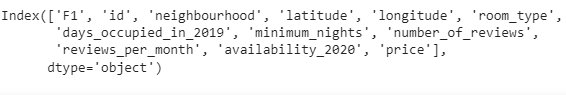 Index(['F1', 'id', 'neighbourhood', 'latitude', 'longitude', 'room_type',
'days_occupied_in_2019', 'minimum_nights', 'number_of_reviews',
'reviews_per_month', 'availability_2020', 'price'],
dtype='object')